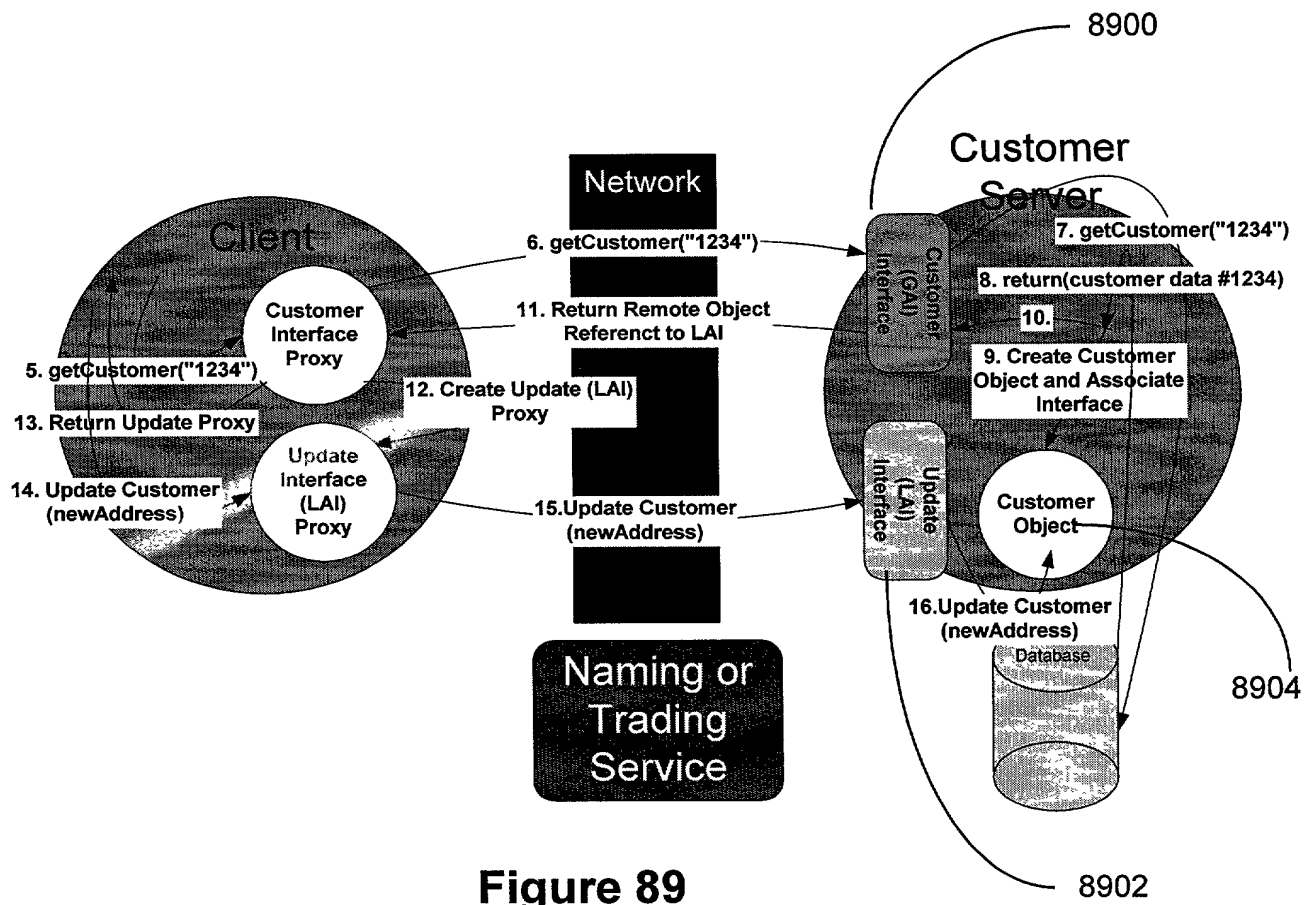 8900
Customer
Server
Network
Client
6. getCustomer("1234")
7. getCustomer("1234")
Customer
(GAI)
Interface
8. return(customer data #1234)
Customer
Interface
Proxy
11. Return Remote Object
Referenct to LAI
10.
5. getCustomer("1234")
9. Create Customer
Object and Associate
Interface
12. Create Update (LAI)
Proxy
13. Return Update Proxy
Update
Interface
(LAI)
Proxy
Update
(LAI)
Interface
14. Update Customer
(newAddress)
15.Update Customer
(newAddress)
Customer
Object
16.Update Customer
(newAddress)
Database
Naming or
Trading
Service
8904
Figure 89
8902